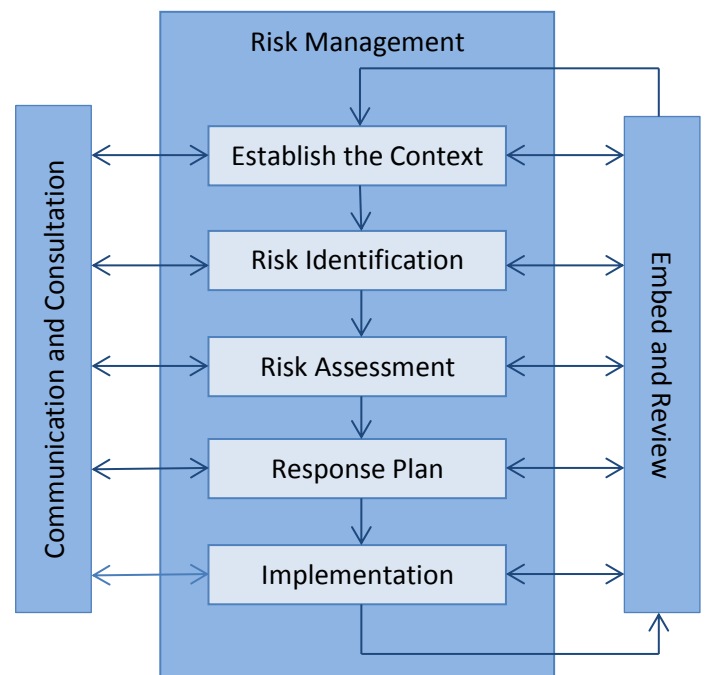 Risk Management
Communication and Consultation
Establish the Context
Risk Identification
Risk Assessment
Response Plan
Implementation
Embed and Review